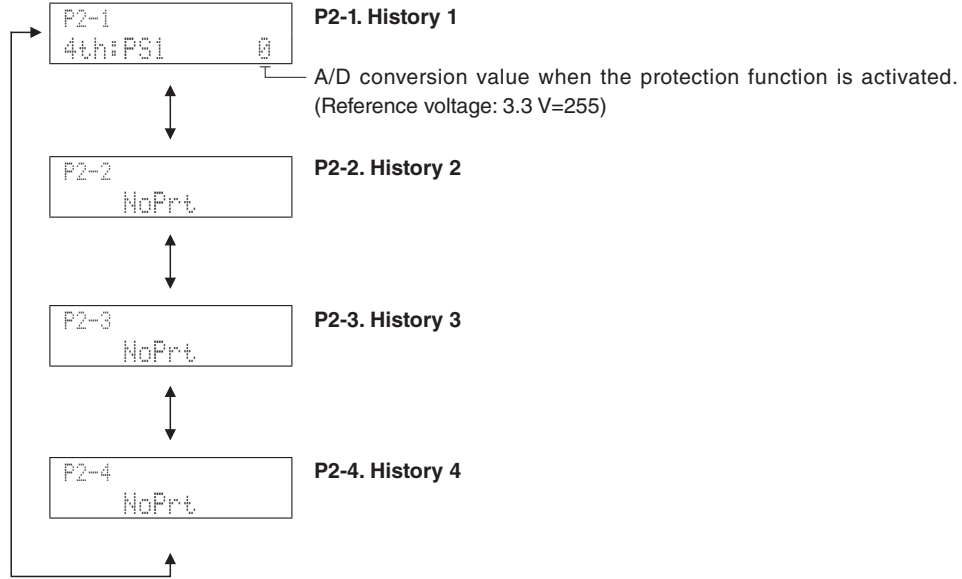 P2-1
P2-1. History 1
4th:PS1 0
A/D conversion value when the protection function is activated.
(Reference voltage: 3.3 V=255)
P2-2
P2-2. History 2
NoPrt
P2-3
P2-3. History 3
NoPrt
P2-4
P2-4. History 4
NoPrt